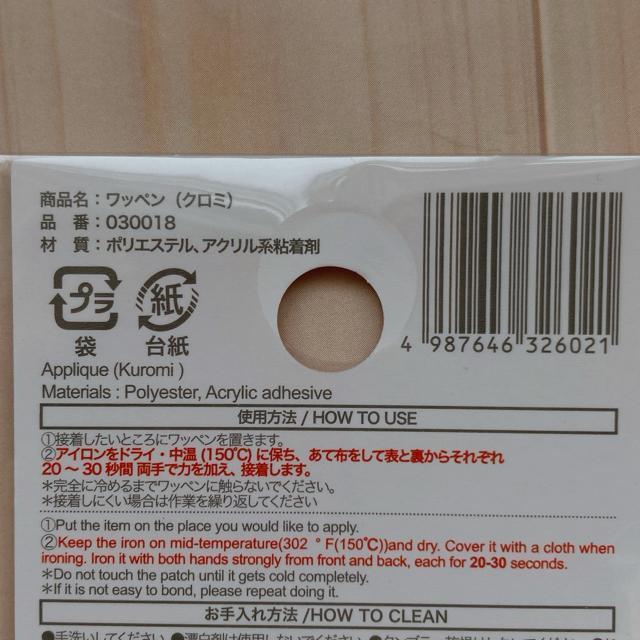 商品名：ワッペン（クロミ）
品　番：030018
材　質：ポリエステル、アクリル系粘着剤
プラ 紙
袋 台紙
4 987646 326021
Applique (Kuromi )
Materials : Polyester, Acrylic adhesive
使用方法 / HOW TO USE
①接着したいところにワッペンを置きます。
②アイロンをドライ・中温 (150℃) に保ち、あて布をして表と裏からそれぞれ
20～30 秒間 両手で力を加え、接着します。
＊完全に冷めるまでワッペンに触らないでください。
＊接着しにくい場合は作業を繰り返してください
①Put the item on the place you would like to apply.
②Keep the iron on mid-temperature(302 ° F(150℃))and dry. Cover it with a cloth when
ironing. Iron it with both hands strongly from front and back, each for 20-30 seconds.
＊Do not touch the patch until it gets cold completely.
＊If it is not easy to bond, please repeat doing it.
お手入れ方法 /HOW TO CLEAN